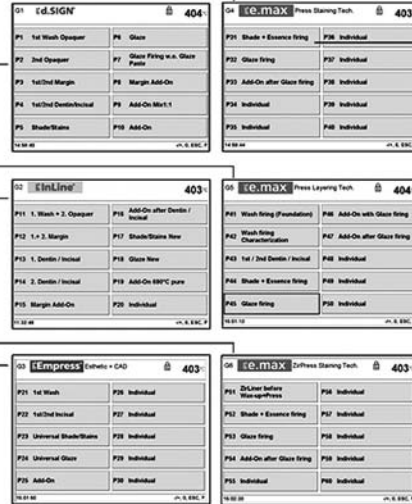 G1 d.SIGN 404
P1 1st Wash Opaquer
P6 Glaze
P2 2nd Opaquer
P7 Glaze Firing w.o. Glaze
Paste
P3 1st/2nd Margin
P8 Margin Add-On
P4 1st/2nd Dentin/Incisal
P9 Add-On Mix1:1
P5 Shade/Stains
P10 Add-On
G4 e.max Press Staining Tech. 403
P31 Shade + Essence firing
P36 Individual
P32 Glaze firing
P37 Individual
P33 Add-On after Glaze firing
P38 Individual
P34 Individual
P39 Individual
P35 Individual
P40 Individual
G2 InLine 403
P11 1. Wash + 2. Opaquer
P16 Add-On after Dentin /
Incisal
P12 1.+ 2. Margin
P17 Shade/Stains New
P13 1. Dentin / Incisal
P18 Glaze New
P14 2. Dentin / Incisal
P19 Add-On 690°C pure
P15 Margin Add-On
P20 Individual
G5 e.max Press Layering Tech. 404
P41 Wash firing (Foundation)
P46 Add-On with Glaze firing
P42 Wash firing
Characterization
P47 Add-On after Glaze firing
P43 1st / 2nd Dentin / Incisal
P48 Individual
P44 Shade + Essence firing
P49 Individual
P45 Glaze firing
P50 Individual
G3 Empress Esthetic + CAD 403
P21 1st Wash
P26 Individual
P22 1st/2nd Incisal
P27 Individual
P23 Universal Shade/Stains
P28 Individual
P24 Universal Glaze
P29 Individual
P25 Add-On
P30 Individual
G6 e.max ZirPress Staining Tech. 403
P51 ZirLiner before
Wax-up+Press
P56 Individual
P52 Shade + Essence firing
P57 Individual
P53 Glaze firing
P58 Individual
P54 Add-On after Glaze firing
P59 Individual
P55 Individual
P60 Individual